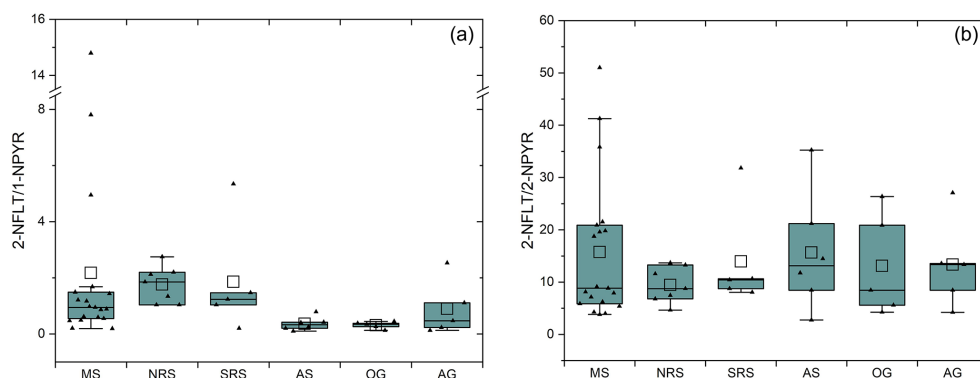 (a)
2-NFLT/1-NPYR
16
14
8
4
0
MS NRS SRS AS OG AG
(b)
2-NFLT/2-NPYR
60
50
40
30
20
10
0
MS NRS SRS AS OG AG